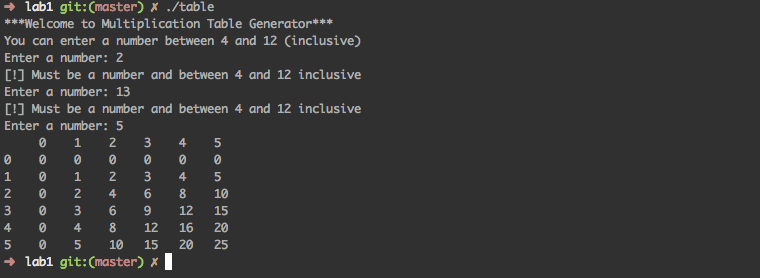 ➜ lab1 git:(master) ✗ ./table
***Welcome to Multiplication Table Generator***
You can enter a number between 4 and 12 (inclusive)
Enter a number: 2
[!] Must be a number and between 4 and 12 inclusive
Enter a number: 13
[!] Must be a number and between 4 and 12 inclusive
Enter a number: 5
     0    1    2    3    4    5
0    0    0    0    0    0    0
1    0    1    2    3    4    5
2    0    2    4    6    8    10
3    0    3    6    9    12   15
4    0    4    8    12   16   20
5    0    5    10   15   20   25
➜ lab1 git:(master) ✗